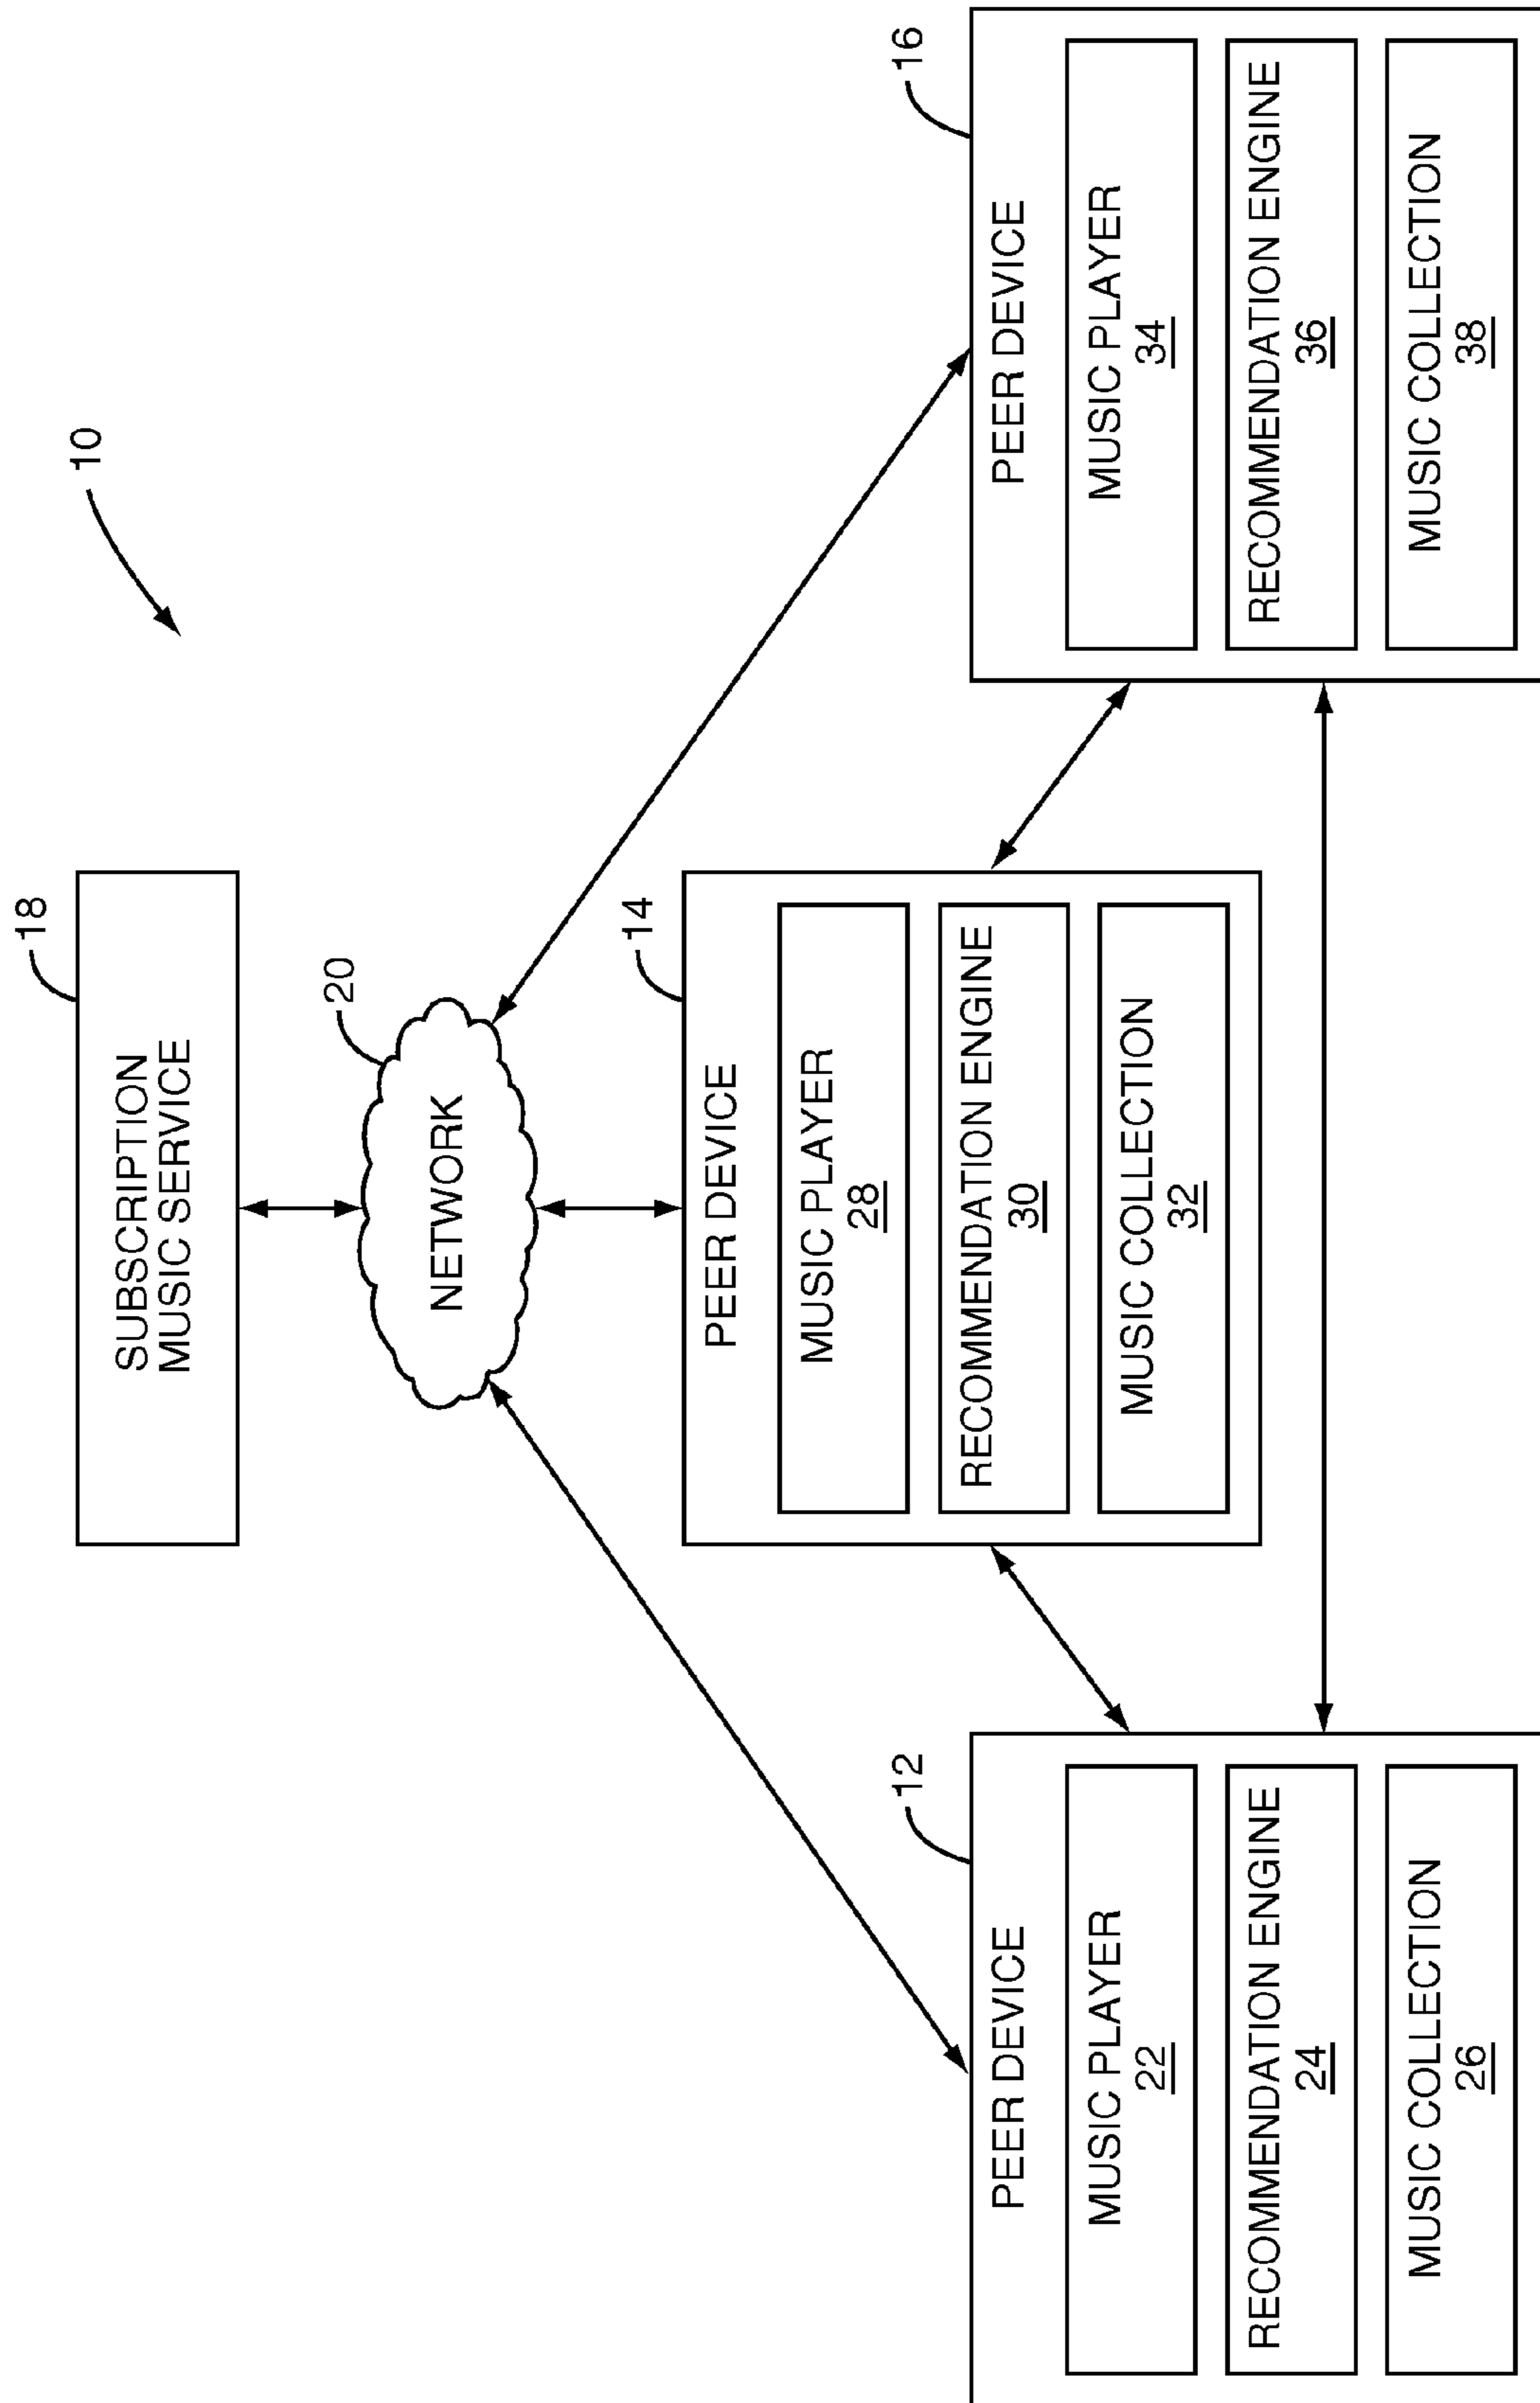 10
18
SUBSCRIPTION
MUSIC SERVICE
20
NETWORK
14
PEER DEVICE
MUSIC PLAYER
28
RECOMMENDATION ENGINE
30
MUSIC COLLECTION
32
12
PEER DEVICE
MUSIC PLAYER
22
RECOMMENDATION ENGINE
24
MUSIC COLLECTION
26
16
PEER DEVICE
MUSIC PLAYER
34
RECOMMENDATION ENGINE
36
MUSIC COLLECTION
38